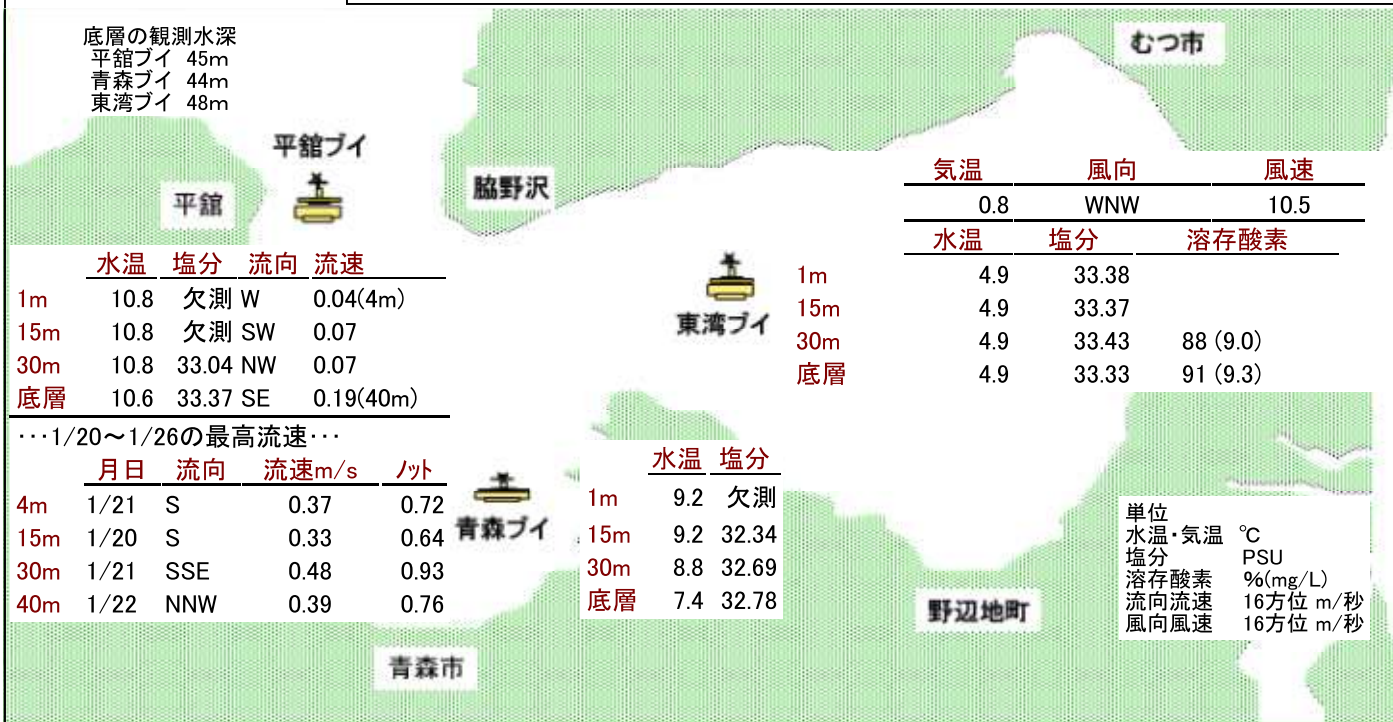 底層の観測水深
平舘ブイ 45m
青森ブイ 44m
東湾ブイ 48m
むつ市
平舘ブイ
脇野沢
平舘
気温 風向 風速
0.8 WNW 10.5
水温 塩分 溶存酸素
1m 4.9 33.38
15m 4.9 33.37
30m 4.9 33.43 88 (9.0)
底層 4.9 33.33 91 (9.3)
東湾ブイ
水温 塩分 流向 流速
1m 10.8 欠測 W 0.04(4m)
15m 10.8 欠測 SW 0.07
30m 10.8 33.04 NW 0.07
底層 10.6 33.37 SE 0.19(40m)
…1/20～1/26の最高流速…
月日 流向 流速m/s ノット
4m 1/21 S 0.37 0.72
15m 1/20 S 0.33 0.64
30m 1/21 SSE 0.48 0.93
40m 1/22 NNW 0.39 0.76
青森ブイ
水温 塩分
1m 9.2 欠測
15m 9.2 32.34
30m 8.8 32.69
底層 7.4 32.78
単位
水温・気温 ℃
塩分 PSU
溶存酸素 %(mg/L)
流向流速 16方位 m/秒
風向風速 16方位 m/秒
野辺地町
青森市